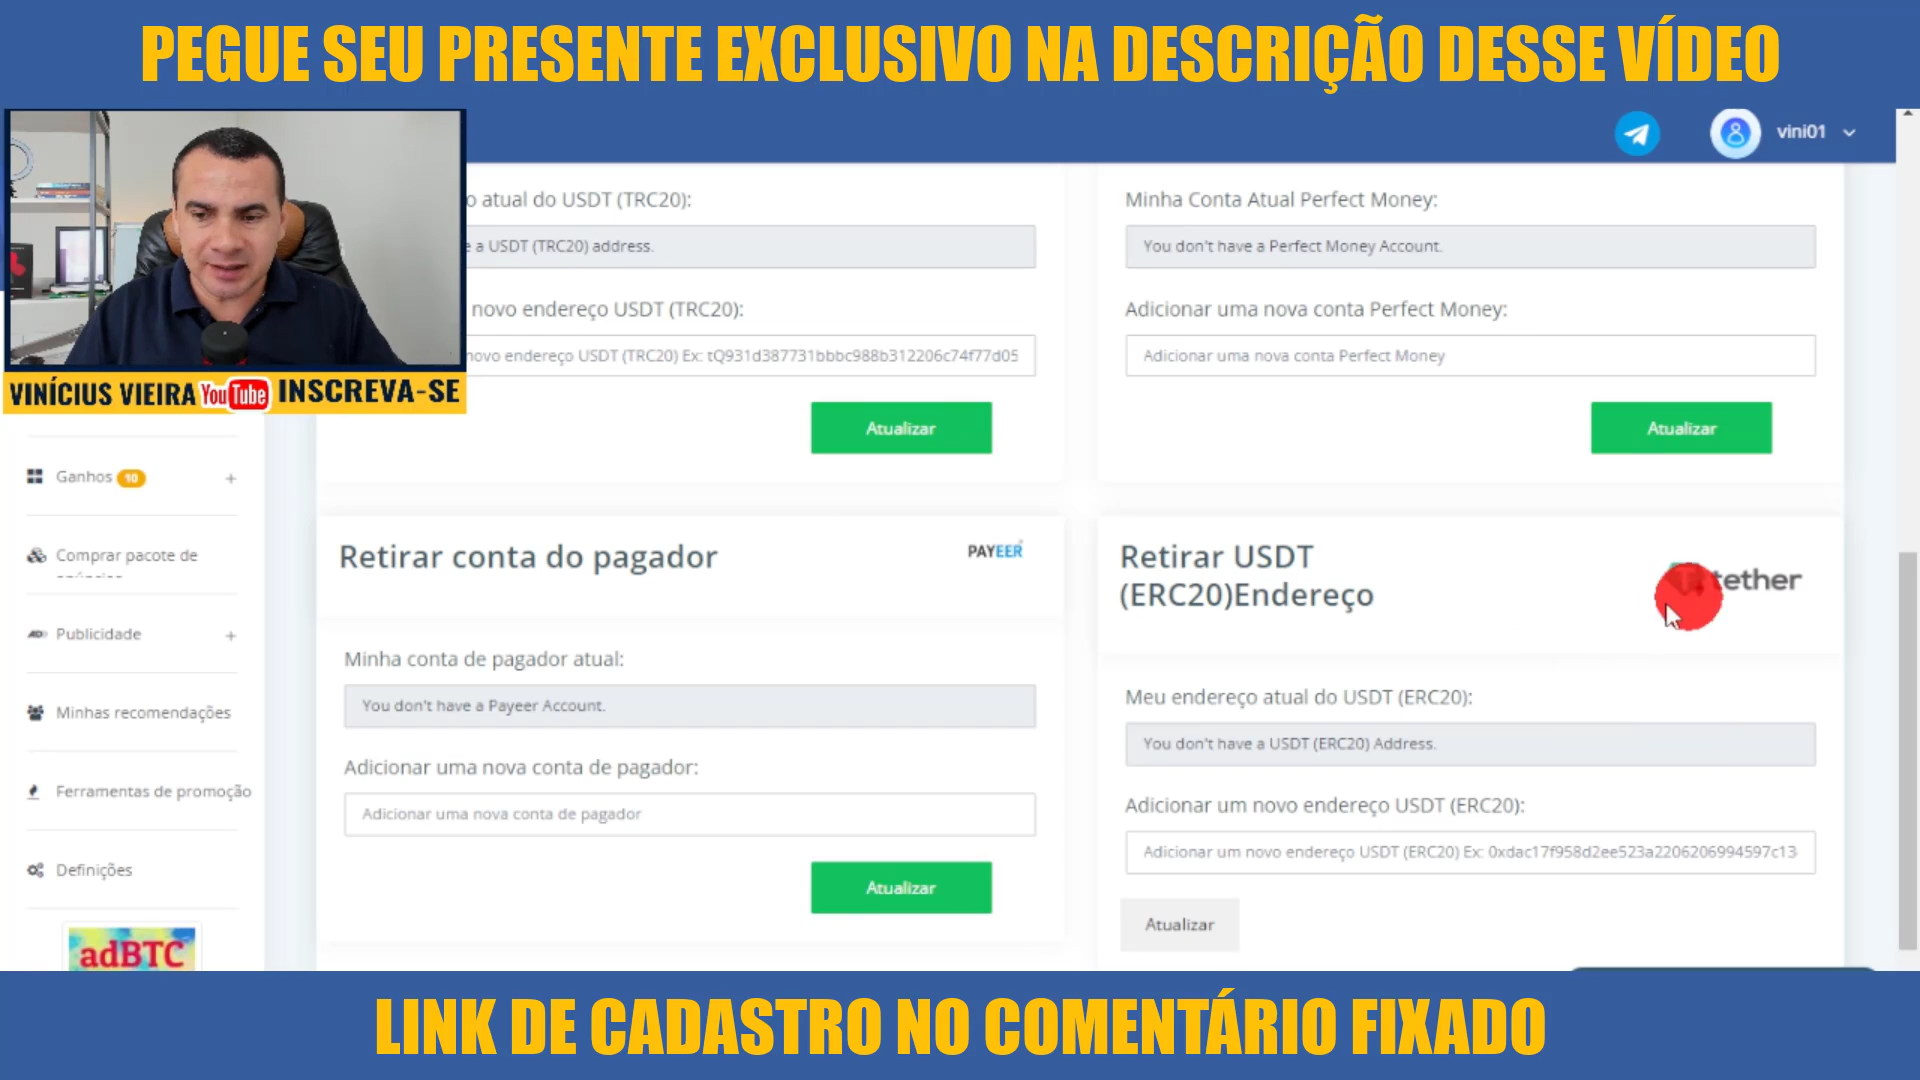 PEGUE SEU PRESENTE EXCLUSIVO NA DESCRIÇÃO DESSE VÍDEO
vini01
o atual do USDT (TRC20):
a USDT (TRC20) address.
novo endereço USDT (TRC20):
novo endereço USDT (TRC20) Ex: tQ931d387731bbbc988b312206c74f77d05
Atualizar
Minha Conta Atual Perfect Money:
You don't have a Perfect Money Account.
Adicionar uma nova conta Perfect Money:
Adicionar uma nova conta Perfect Money
Atualizar
VINÍCIUS VIEIRA YouTube INSCREVA-SE
Ganhos 10 +
Comprar pacote de
Publicidade +
Minhas recomendações
Ferramentas de promoção
Definições
adBTC
Retirar conta do pagador
PAYEER
Minha conta de pagador atual:
You don't have a Payeer Account.
Adicionar uma nova conta de pagador:
Adicionar uma nova conta de pagador
Atualizar
Retirar USDT
(ERC20)Endereço
tether
Meu endereço atual do USDT (ERC20):
You don't have a USDT (ERC20) Address.
Adicionar um novo endereço USDT (ERC20):
Adicionar um novo endereço USDT (ERC20) Ex: 0xdac17f958d2ee523a2206206994597c13
Atualizar
LINK DE CADASTRO NO COMENTÁRIO FIXADO